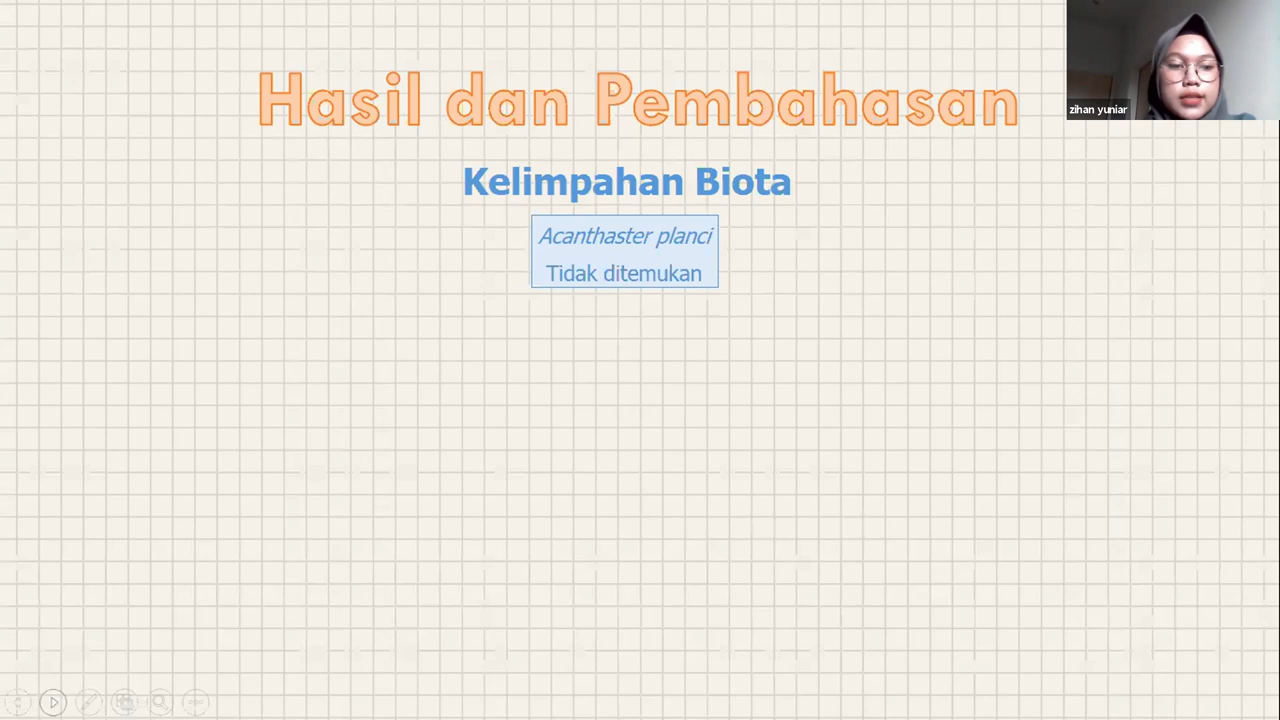 Hasil dan Pembahasan
Kelimpahan Biota
Acanthaster planci
Tidak ditemukan
zihan yuniar